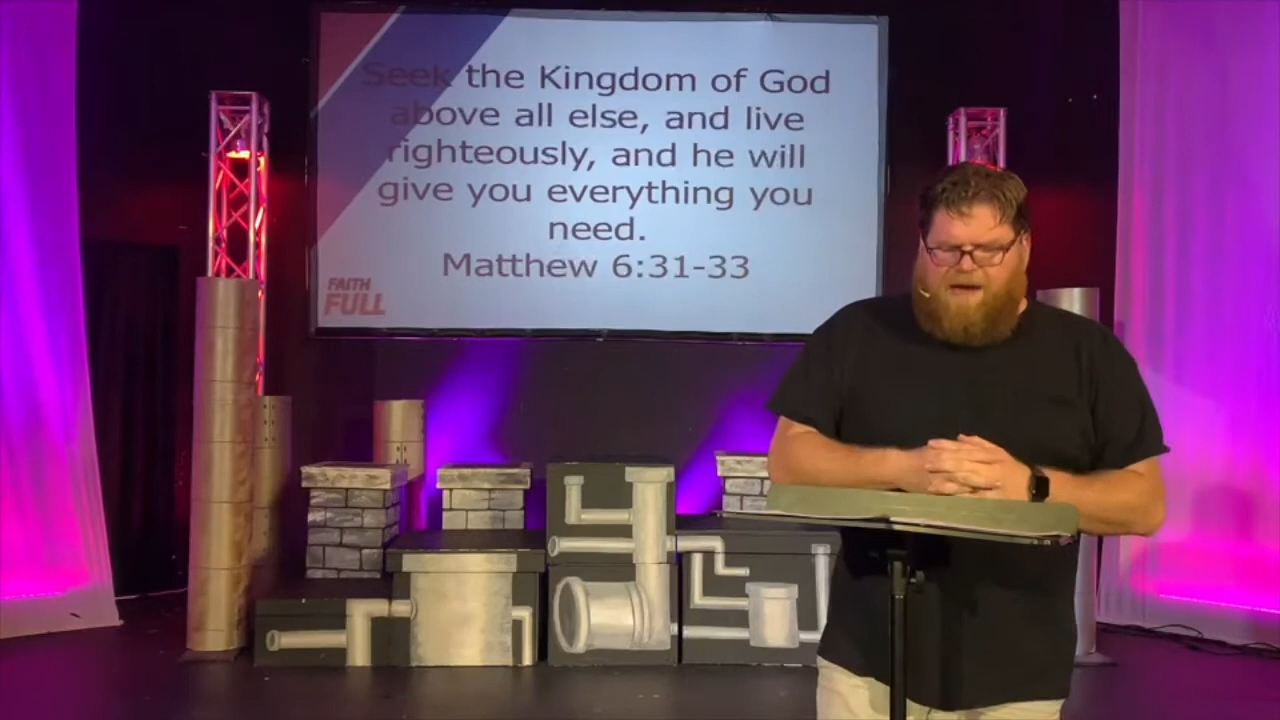 Seek the Kingdom of God
above all else, and live
righteously, and he will
give you everything you
need.
Matthew 6:31-33
FAITH
FULL